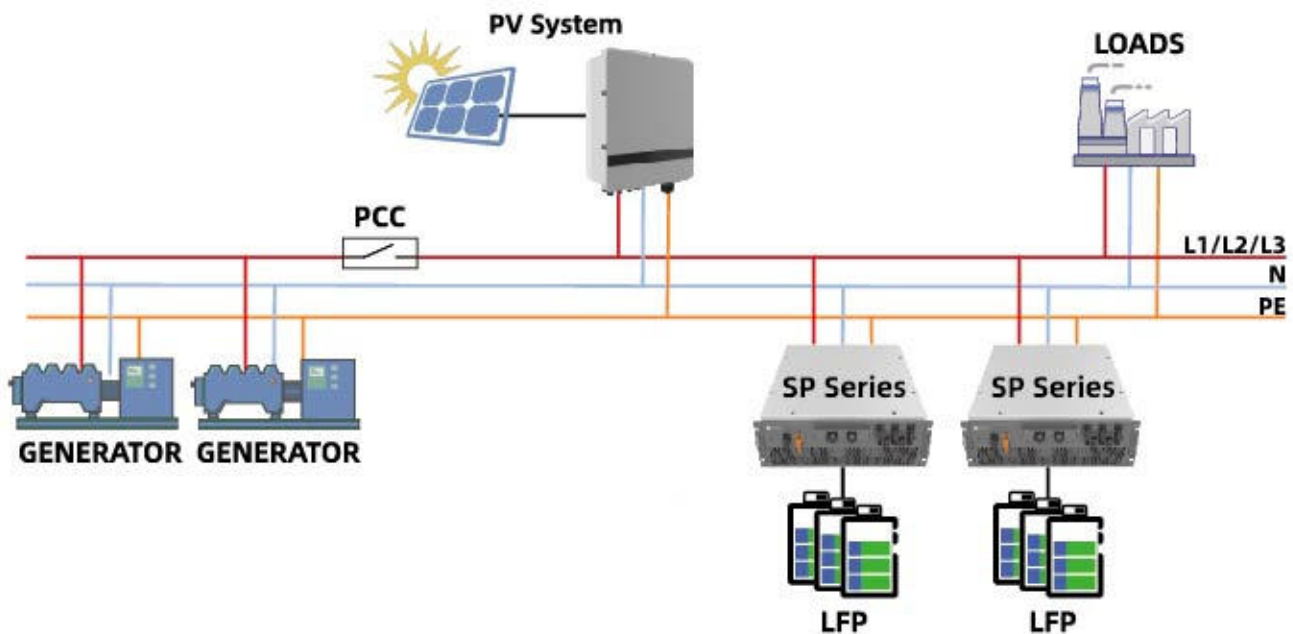 PV System
LOADS
PCC
L1/L2/L3
N
PE
SP Series
SP Series
GENERATOR
GENERATOR
LFP
LFP